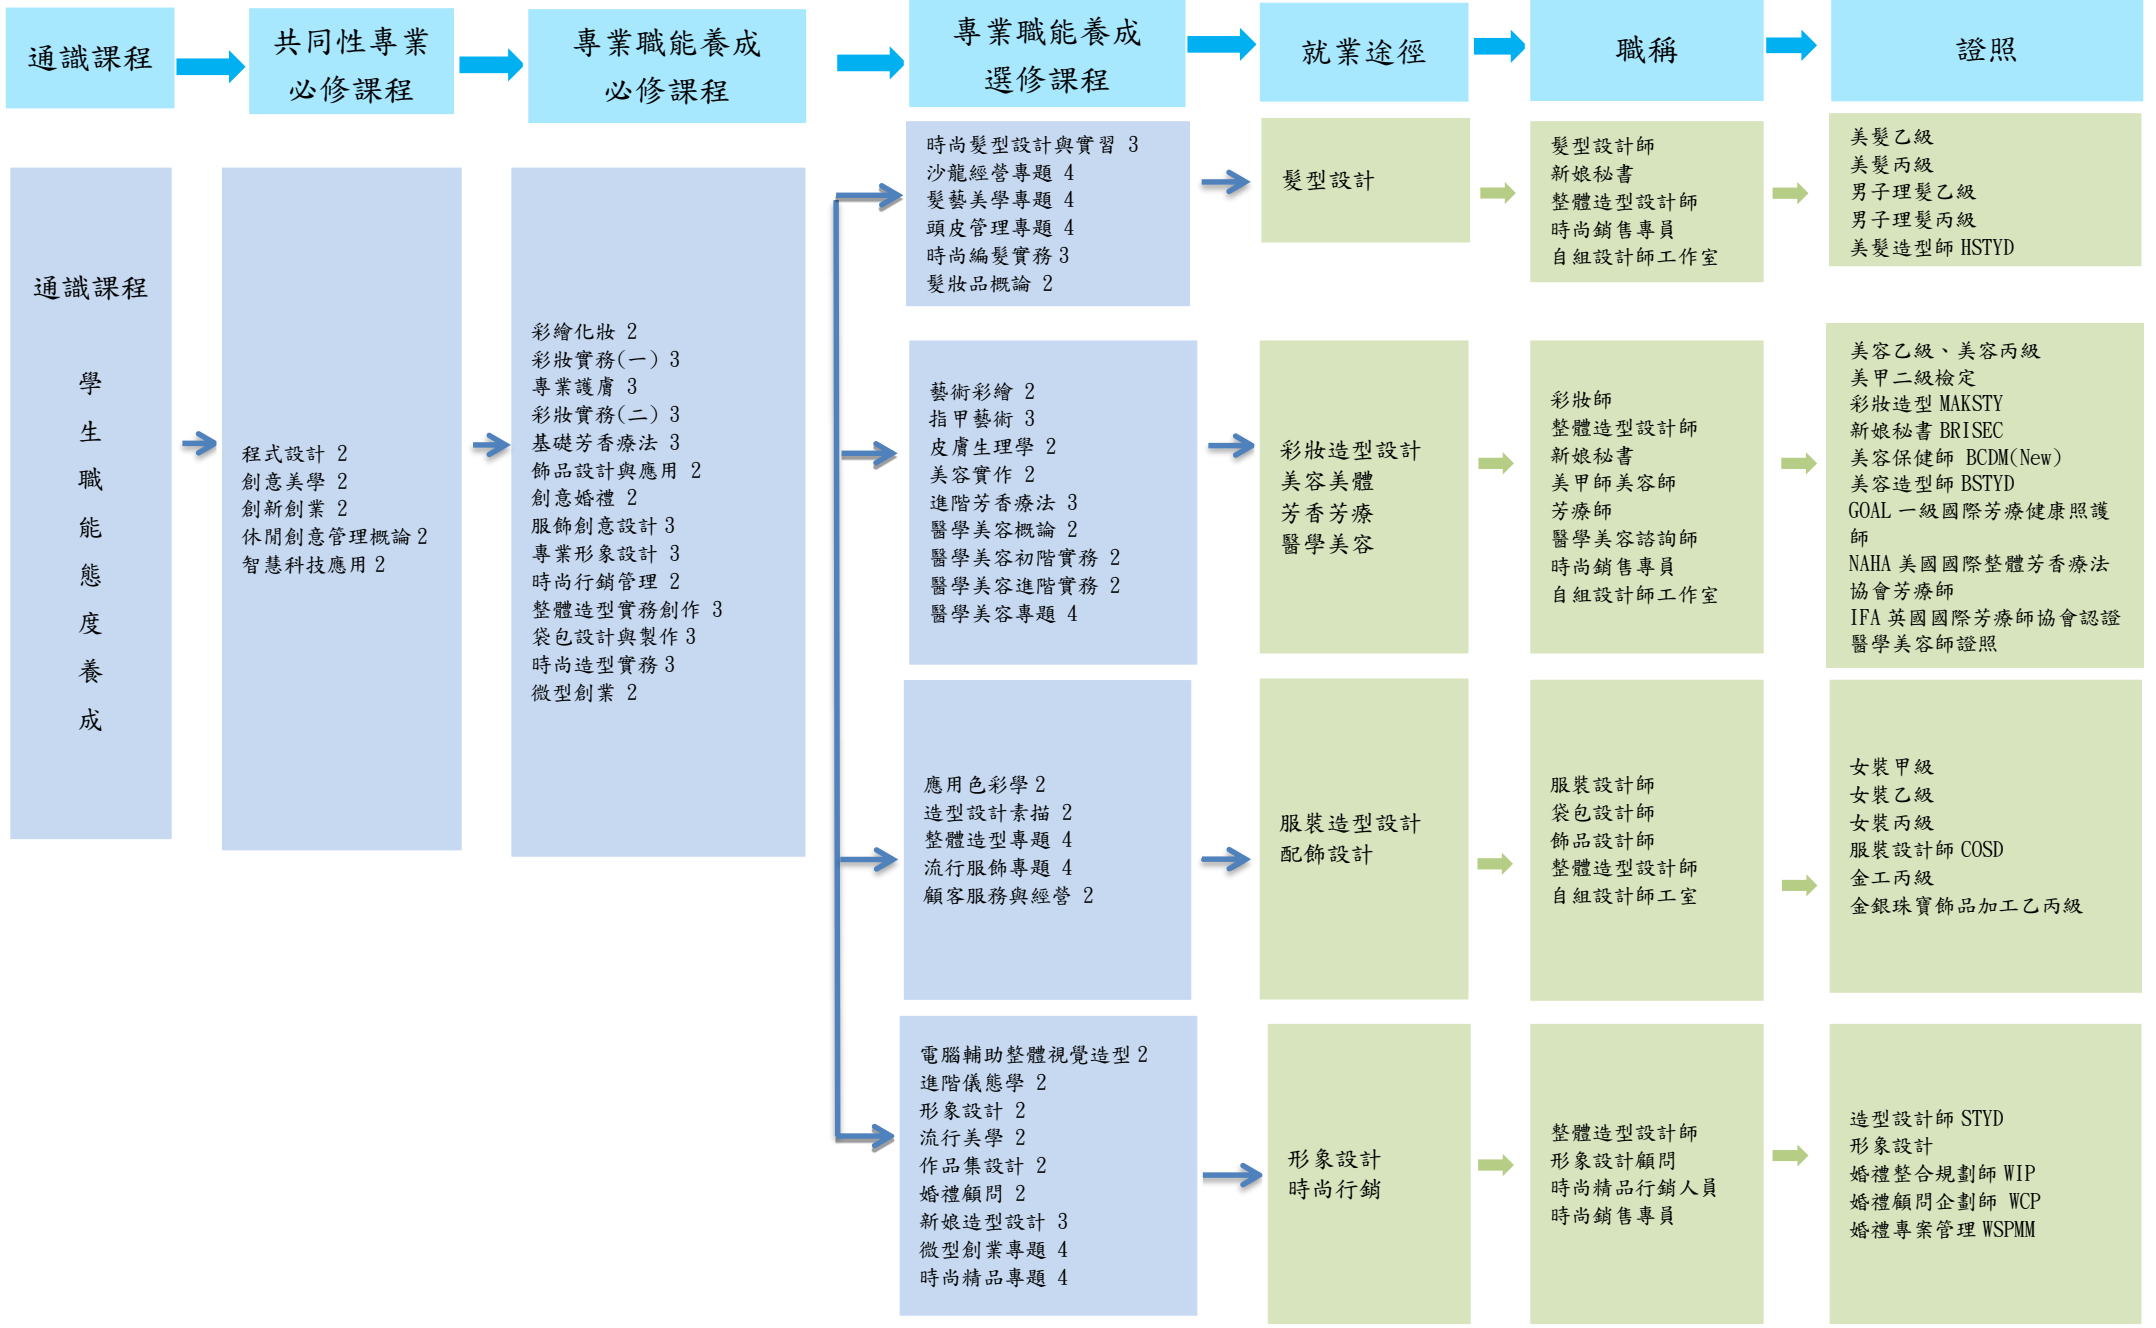 通識課程
共同性專業
必修課程
專業職能養成
必修課程
專業職能養成
選修課程
就業途徑
職稱
證照
通識課程
學
生
職
能
態
度
養
成
程式設計 2
創意美學 2
創新創業 2
休閒創意管理概論 2
智慧科技應用 2
彩繪化妝 2
彩妝實務(一) 3
專業護膚 3
彩妝實務(二) 3
基礎芳香療法 3
飾品設計與應用 2
創意婚禮 2
服飾創意設計 3
專業形象設計 3
時尚行銷管理 2
整體造型實務創作 3
袋包設計與製作 3
時尚造型實務 3
微型創業 2
時尚髮型設計與實習 3
沙龍經營專題 4
髮藝美學專題 4
頭皮管理專題 4
時尚編髮實務 3
髮妝品概論 2
髮型設計
髮型設計師
新娘秘書
整體造型設計師
時尚銷售專員
自組設計師工作室
美髮乙級
美髮丙級
男子理髮乙級
男子理髮丙級
美髮造型師 HSTYD
藝術彩繪 2
指甲藝術 3
皮膚生理學 2
美容實作 2
進階芳香療法 3
醫學美容概論 2
醫學美容初階實務 2
醫學美容進階實務 2
醫學美容專題 4
彩妝造型設計
美容美體
芳香芳療
醫學美容
彩妝師
整體造型設計師
新娘秘書
美甲師美容師
芳療師
醫學美容諮詢師
時尚銷售專員
自組設計師工作室
美容乙級、美容丙級
美甲二級檢定
彩妝造型 MAKSTY
新娘秘書 BRISEC
美容保健師 BCDM(New)
美容造型師 BSTYD
GOAL 一級國際芳療健康照護
師
NAHA 美國國際整體芳香療法
協會芳療師
IFA 英國國際芳療師協會認證
醫學美容師證照
應用色彩學 2
造型設計素描 2
整體造型專題 4
流行服飾專題 4
顧客服務與經營 2
服裝造型設計
配飾設計
服裝設計師
袋包設計師
飾品設計師
整體造型設計師
自組設計師工室
女裝甲級
女裝乙級
女裝丙級
服裝設計師 COSD
金工丙級
金銀珠寶飾品加工乙丙級
電腦輔助整體視覺造型 2
進階儀態學 2
形象設計 2
流行美學 2
作品集設計 2
婚禮顧問 2
新娘造型設計 3
微型創業專題 4
時尚精品專題 4
形象設計
時尚行銷
整體造型設計師
形象設計顧問
時尚精品行銷人員
時尚銷售專員
造型設計師 STYD
形象設計
婚禮整合規劃師 WIP
婚禮顧問企劃師 WCP
婚禮專案管理 WSPMM